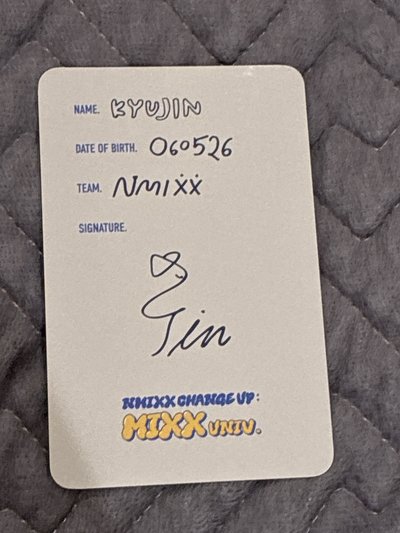 NAME. KYUJIN
DATE OF BIRTH. 060526
TEAM. NMIXX
SIGNATURE.
Jin
NMIXX CHANGE UP:
MIXX UNIV.